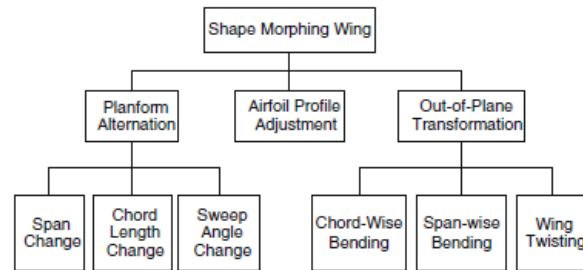 Shape Morphing Wing
Planform
Alternation
Airfoil Profile
Adjustment
Out-of-Plane
Transformation
Span
Change
Chord
Length
Change
Sweep
Angle
Change
Chord-Wise
Bending
Span-wise
Bending
Wing
Twisting